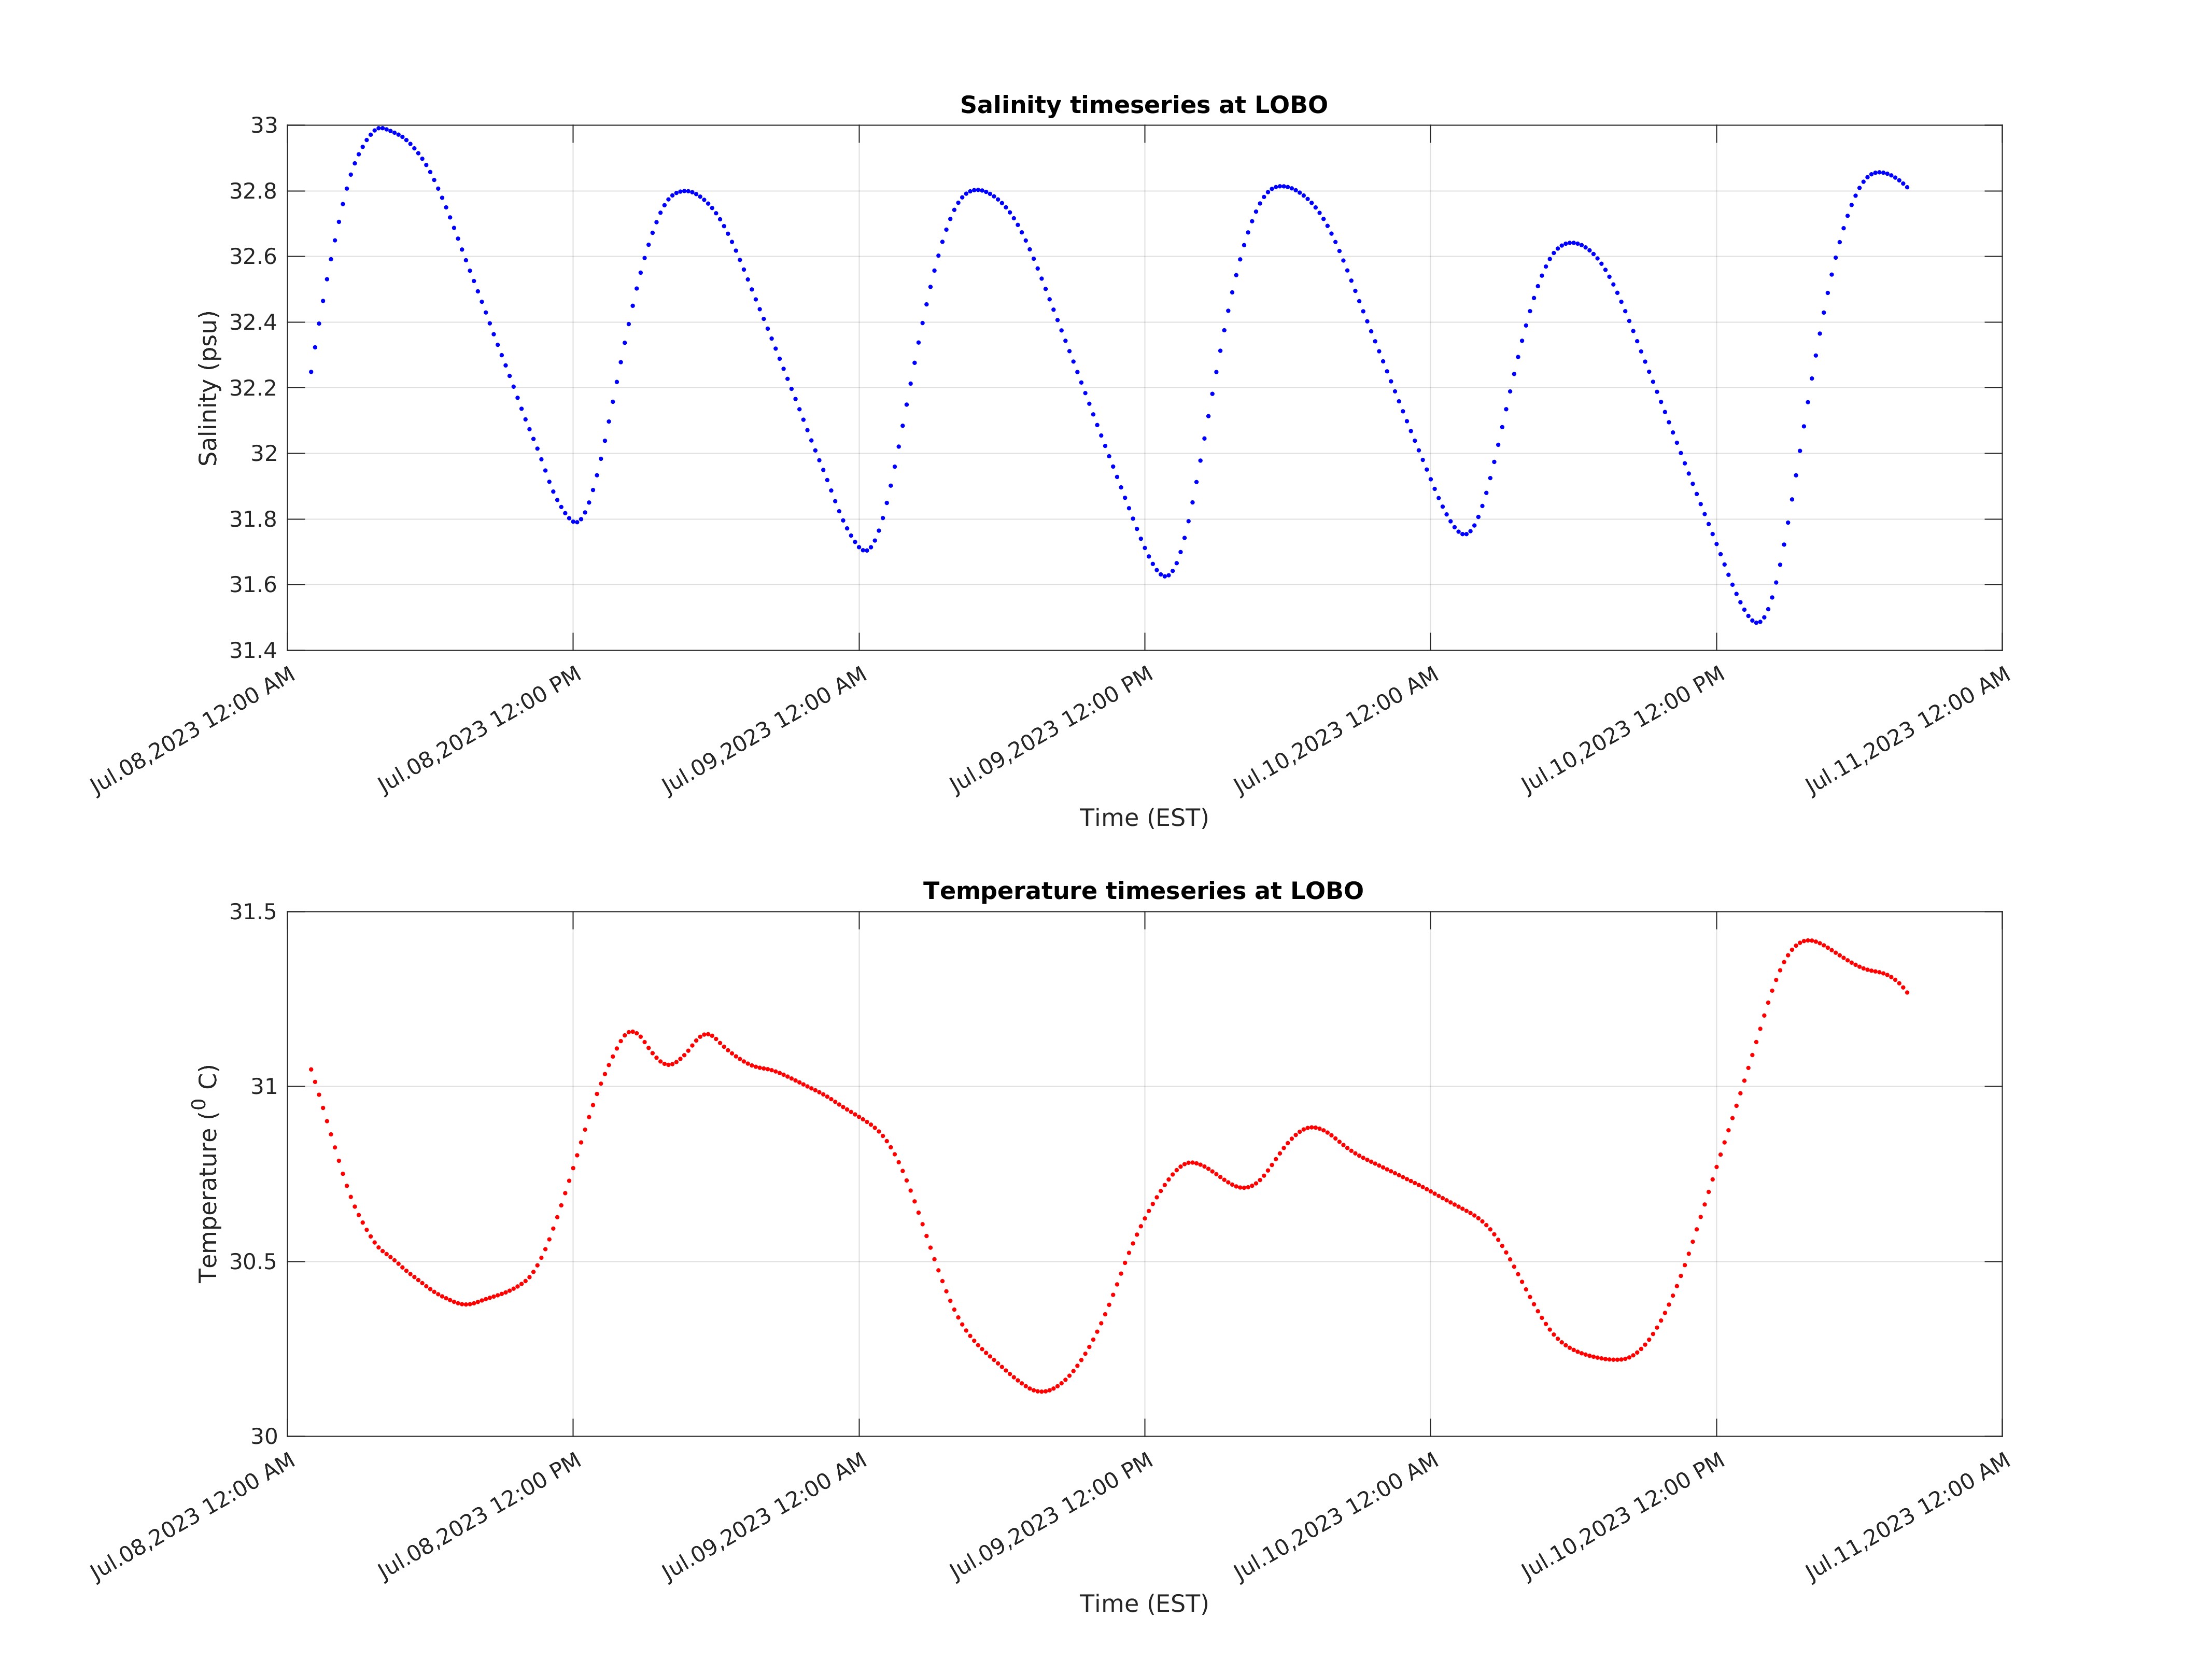 Salinity timeseries at LOBO
33
32.8
32.6
32.4
32.2
32
31.8
31.6
31.4
Salinity (psu)
Jul.08,2023 12:00 AM
Jul.08,2023 12:00 PM
Jul.09,2023 12:00 AM
Jul.09,2023 12:00 PM
Jul.10,2023 12:00 AM
Jul.10,2023 12:00 PM
Jul.11,2023 12:00 AM
Time (EST)
Temperature timeseries at LOBO
31.5
31
30.5
30
Temperature (⁰ C)
Jul.08,2023 12:00 AM
Jul.08,2023 12:00 PM
Jul.09,2023 12:00 AM
Jul.09,2023 12:00 PM
Jul.10,2023 12:00 AM
Jul.10,2023 12:00 PM
Jul.11,2023 12:00 AM
Time (EST)